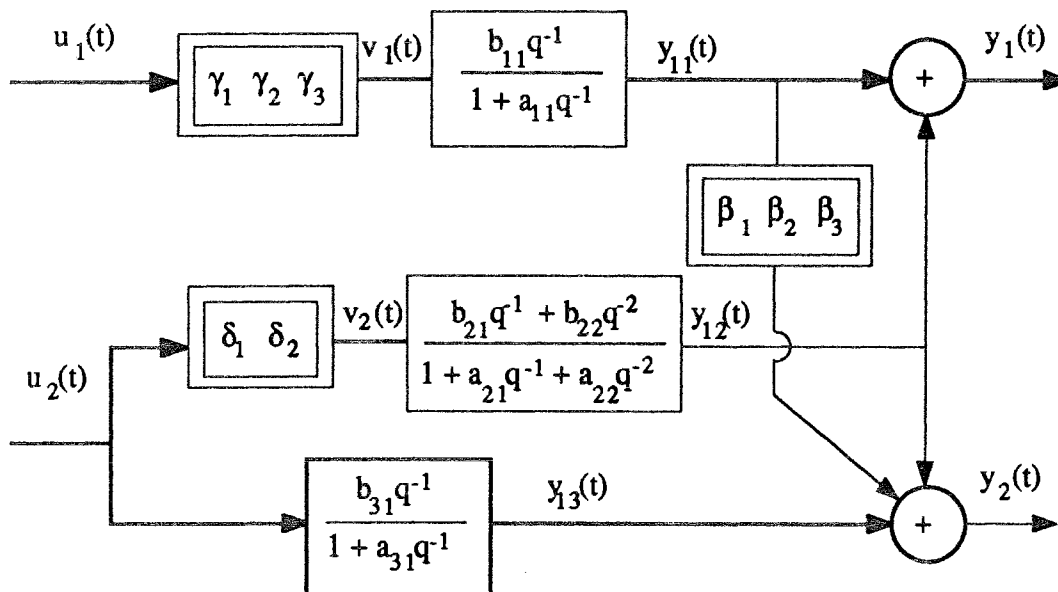 u₁(t)
γ₁ γ₂ γ₃
v₁(t)
b₁₁q⁻¹
1 + a₁₁q⁻¹
y₁₁(t)
+
y₁(t)
β₁ β₂ β₃
u₂(t)
δ₁ δ₂
v₂(t)
b₂₁q⁻¹ + b₂₂q⁻²
1 + a₂₁q⁻¹ + a₂₂q⁻²
y₁₂(t)
b₃₁q⁻¹
1 + a₃₁q⁻¹
y₁₃(t)
+
y₂(t)